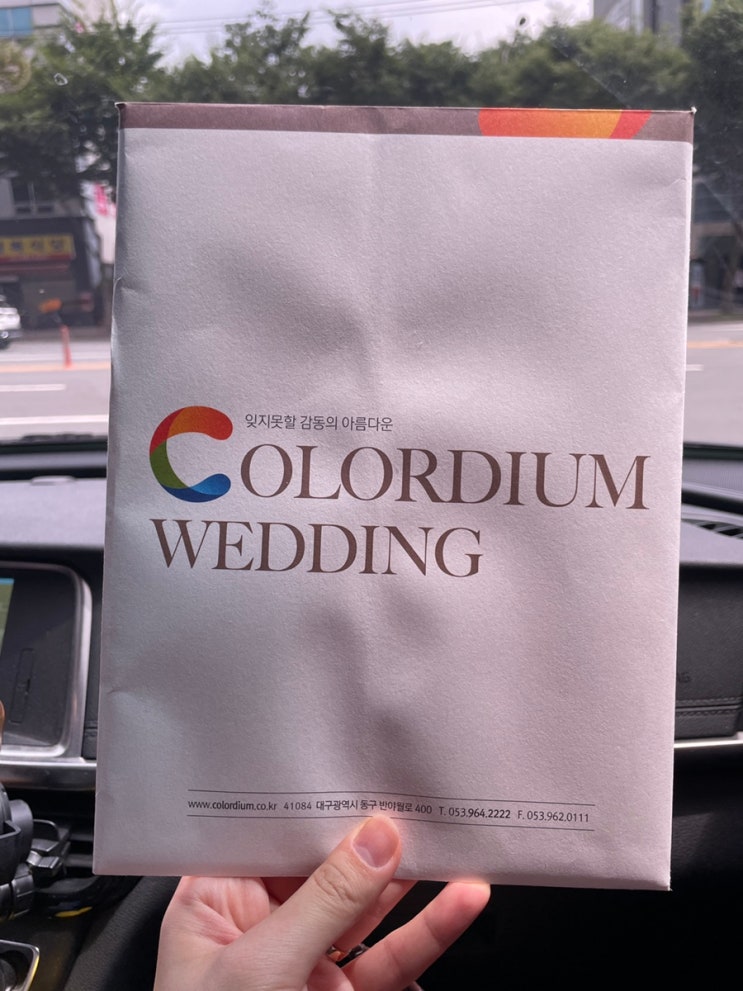 잊지못할 감동의 아름다운
COLORDIUM
WEDDING
www.colordium.co.kr 41084 대구광역시 동구 반야월로 400 T. 053.964.2222 F. 053.962.0111